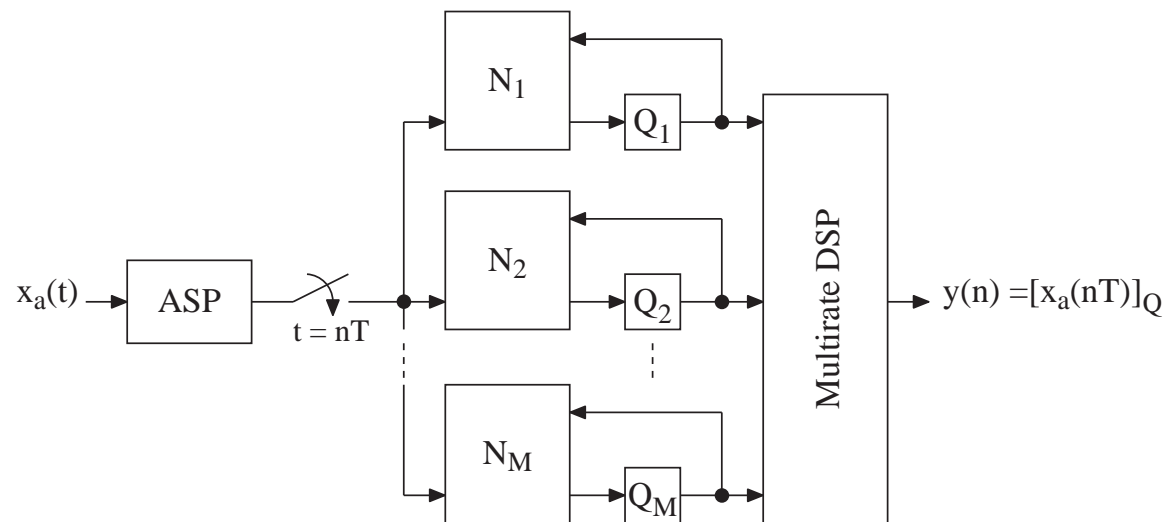 N1
Q1
N2
Q2
xa(t)
ASP
t = nT
Multirate DSP
y(n) =[xa(nT)]Q
NM
QM